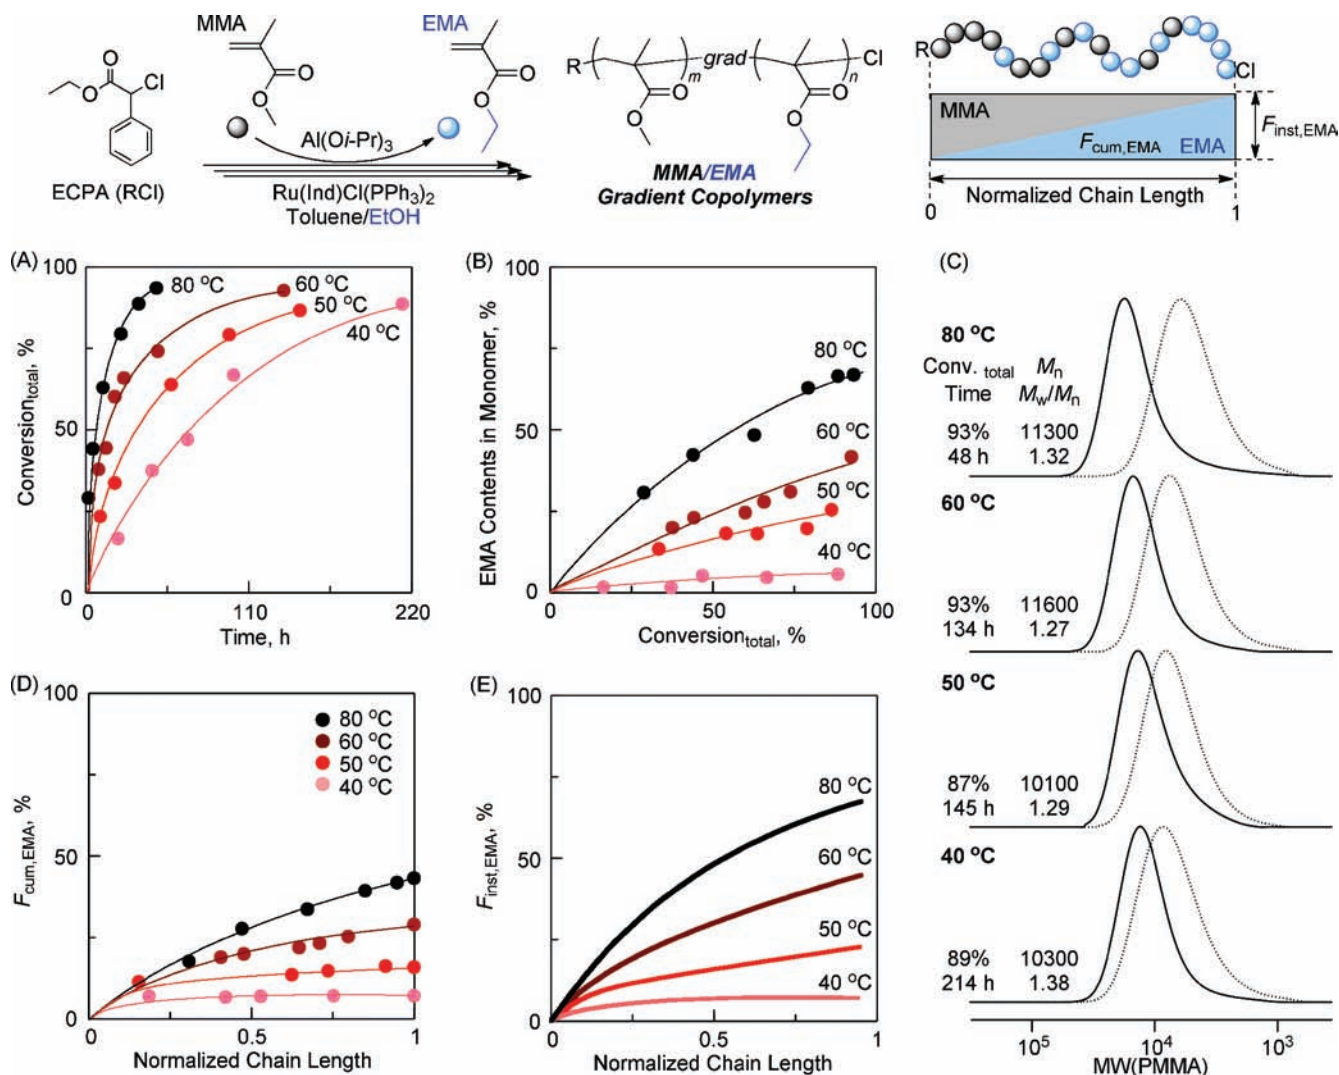 MMA
EMA
O
O
Cl
O
O
O
O
Al(Oi-Pr)3
ECPA (RCl)
Ru(Ind)Cl(PPh3)2
Toluene/EtOH
R
m
grad
n
Cl
O
O
O
O
MMA/EMA
Gradient Copolymers
R
Cl
MMA
Fcum,EMA
EMA
Finst,EMA
Normalized Chain Length
0
1
(A)
100
50
0
Conversiontotal, %
80 °C
60 °C
50 °C
40 °C
0
110
220
Time, h
(B)
100
50
0
EMA Contents in Monomer, %
80 °C
60 °C
50 °C
40 °C
0
50
100
Conversiontotal, %
(C)
80 °C
Conv. total Mn
Time Mw/Mn
93% 11300
48 h 1.32
60 °C
93% 11600
134 h 1.27
50 °C
87% 10100
145 h 1.29
40 °C
89% 10300
214 h 1.38
10⁵
10⁴
10³
MW(PMMA)
(D)
100
50
0
Fcum,EMA, %
80 °C
60 °C
50 °C
40 °C
0
0.5
1
Normalized Chain Length
(E)
100
50
0
Finst,EMA, %
80 °C
60 °C
50 °C
40 °C
0
0.5
1
Normalized Chain Length